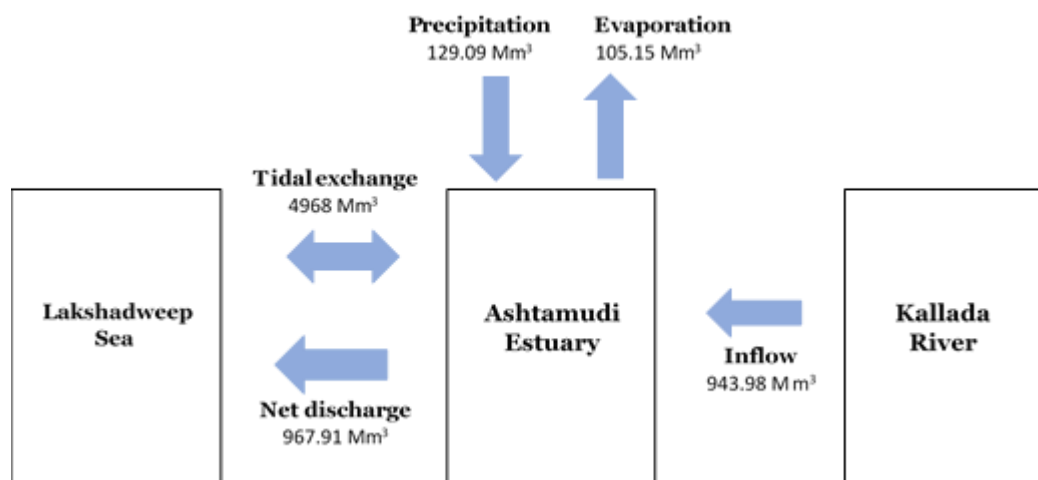 Precipitation
129.09 Mm³
Evaporation
105.15 Mm³
Tidal exchange
4968 Mm³
Lakshadweep
Sea
Ashtamudi
Estuary
Kallada
River
Inflow
943.98 Mm³
Net discharge
967.91 Mm³